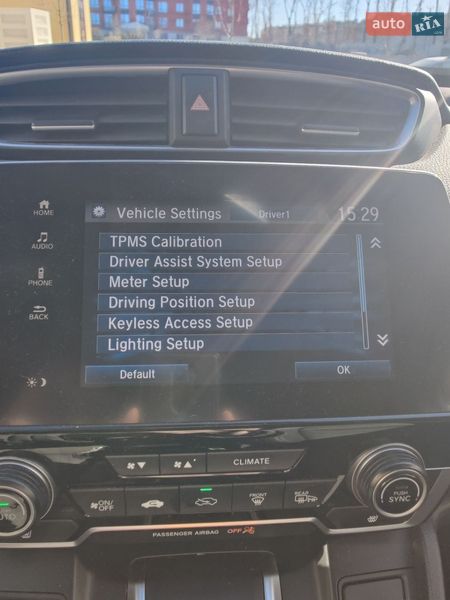 auto RIA
Vehicle Settings Driver1 15:29
HOME
AUDIO
PHONE
BACK
TPMS Calibration
Driver Assist System Setup
Meter Setup
Driving Position Setup
Keyless Access Setup
Lighting Setup
Default OK
CLIMATE
ON/OFF FRONT REAR
AUTO
PUSH
SYNC
PASSENGER AIRBAG OFF